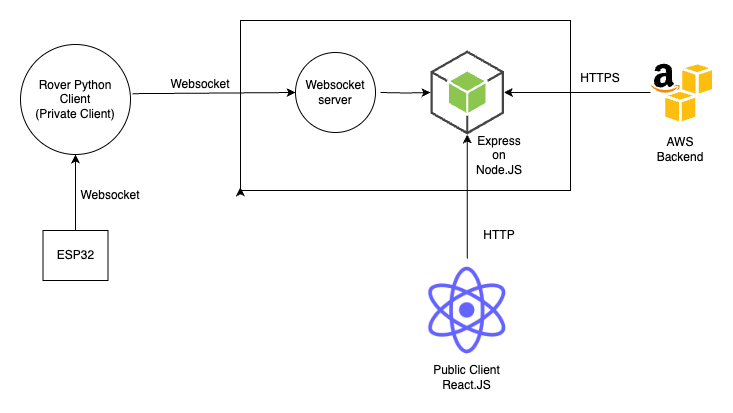 Rover Python
Client
(Private Client)
Websocket
Websocket
server
HTTPS
AWS
Backend
Express
on
Node.JS
Websocket
ESP32
HTTP
Public Client
React.JS